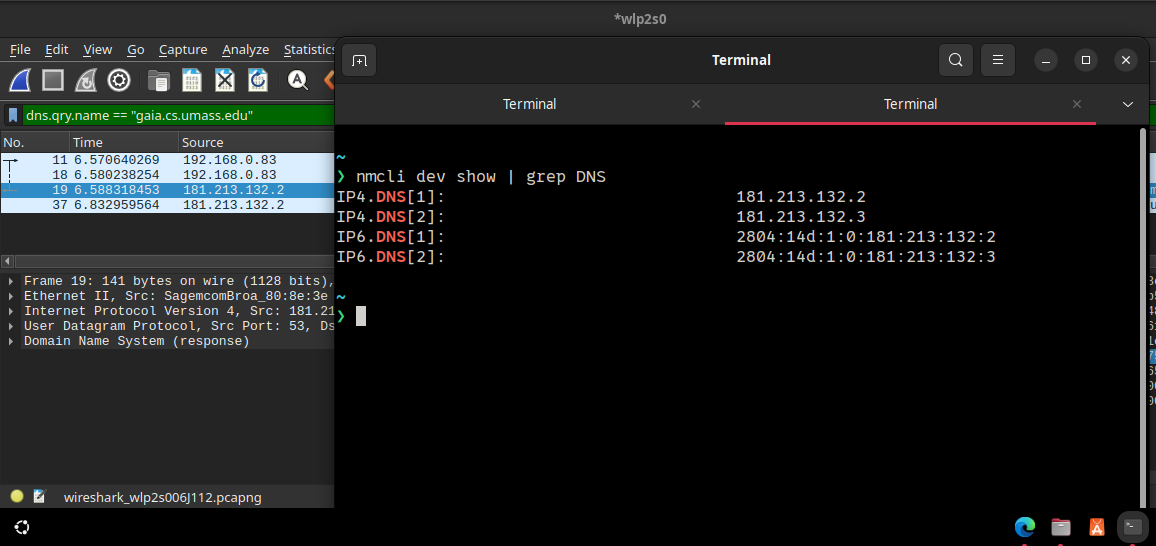 *wlp2s0
File Edit View Go Capture Analyze Statistics
Terminal
Terminal × Terminal ×
dns.qry.name == "gaia.cs.umass.edu"
No. Time Source
11 6.570640269 192.168.0.83
18 6.580238254 192.168.0.83
19 6.588318453 181.213.132.2
37 6.832959564 181.213.132.2
~
❯ nmcli dev show | grep DNS
IP4.DNS[1]: 181.213.132.2
IP4.DNS[2]: 181.213.132.3
IP6.DNS[1]: 2804:14d:1:0:181:213:132:2
IP6.DNS[2]: 2804:14d:1:0:181:213:132:3
~
❯
Frame 19: 141 bytes on wire (1128 bits),
Ethernet II, Src: SagemcomBroa_80:8e:3e
Internet Protocol Version 4, Src: 181.21
User Datagram Protocol, Src Port: 53, Ds
Domain Name System (response)
wireshark_wlp2s006J112.pcapng